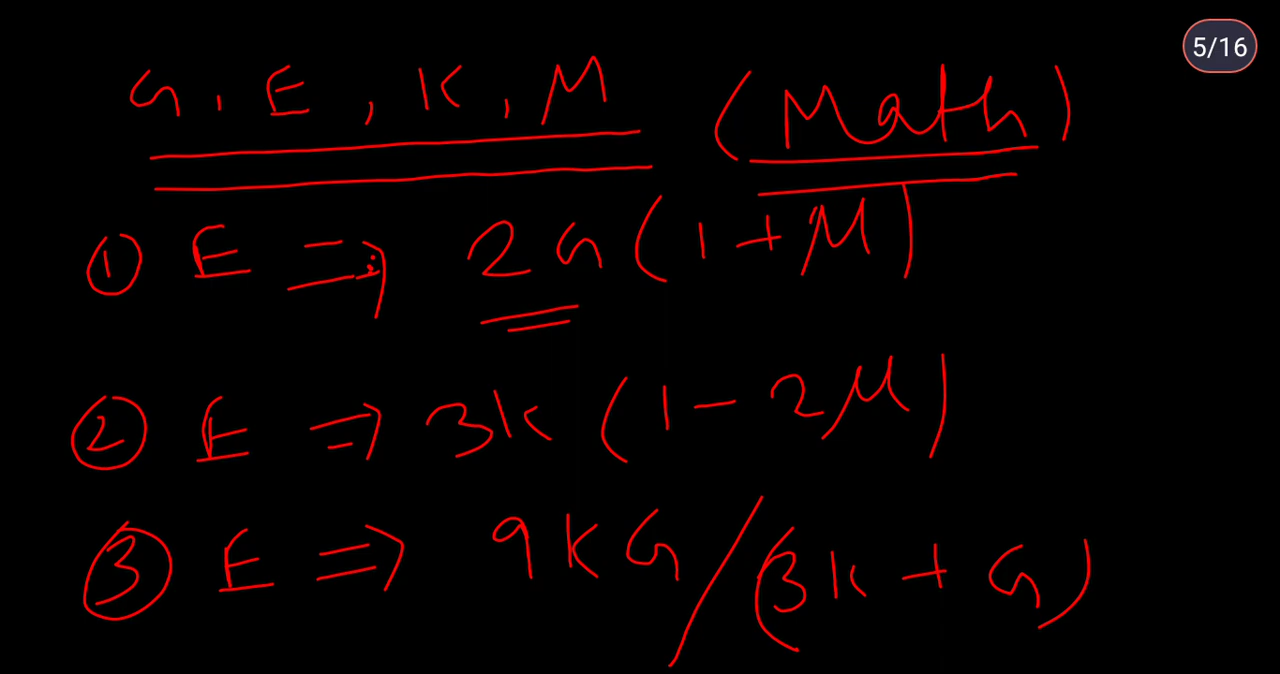 5/16
G, E, K, μ (Math)
① E ⇒ 2G(1+μ)
② E ⇒ 3K(1-2μ)
③ E ⇒ 9KG/(3K+G)